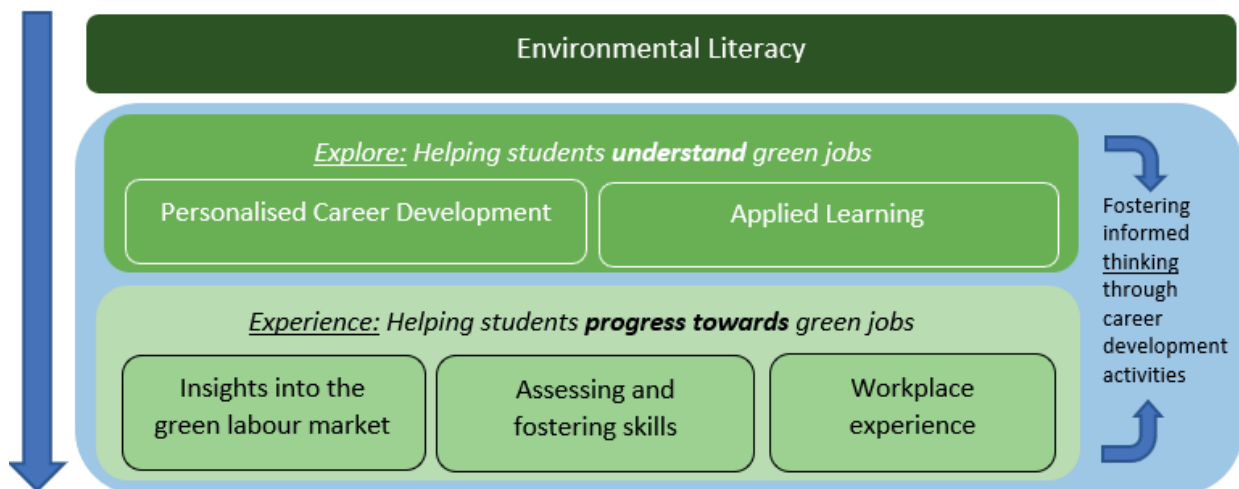 Environmental Literacy
Explore: Helping students understand green jobs
Personalised Career Development
Applied Learning
Experience: Helping students progress towards green jobs
Insights into the
green labour market
Assessing and
fostering skills
Workplace
experience
Fostering
informed
thinking
through
career
development
activities